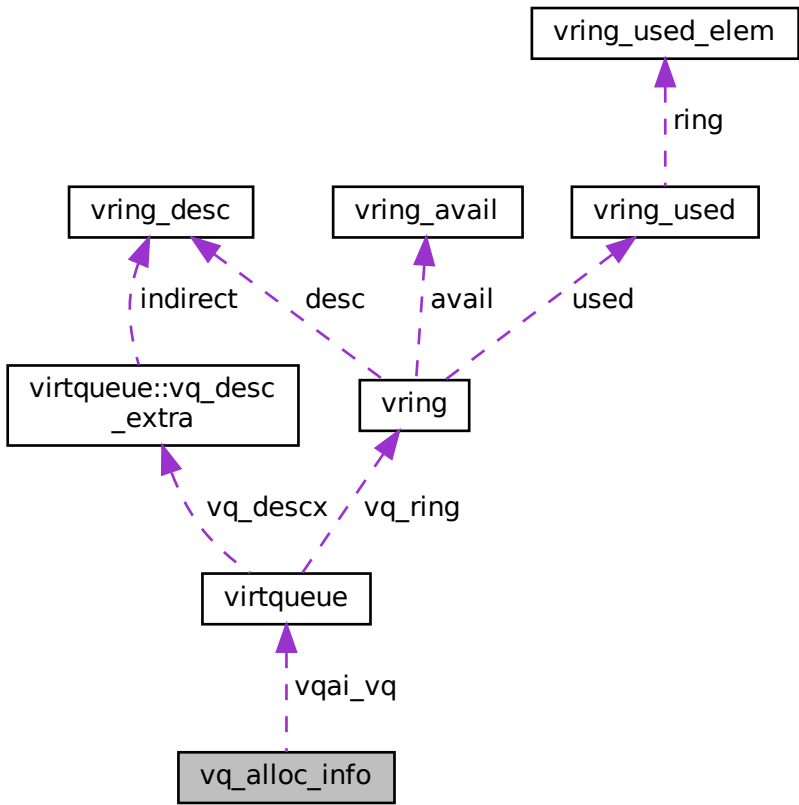 vring_used_elem
ring
vring_desc
vring_avail
vring_used
indirect
desc
avail
used
virtqueue::vq_desc
_extra
vring
vq_descx
vq_ring
virtqueue
vqai_vq
vq_alloc_info